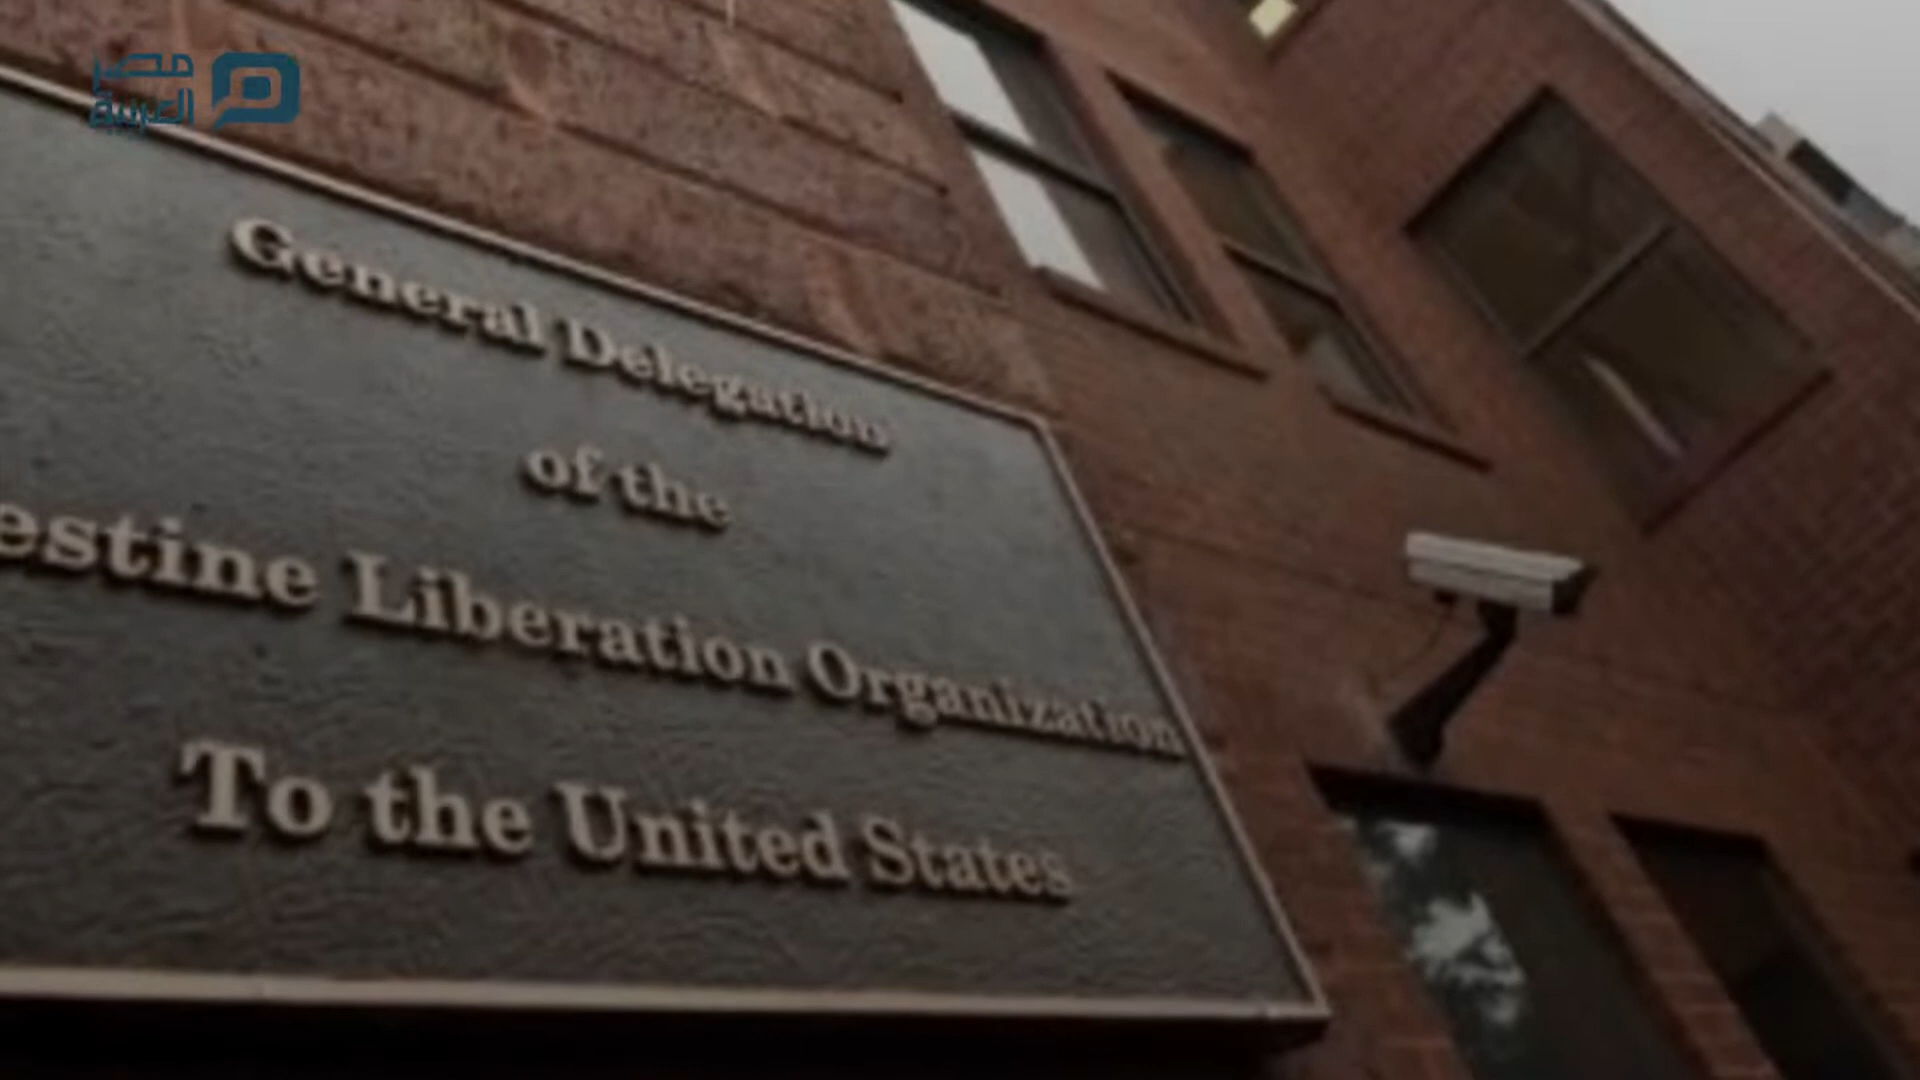 مصر
العربية
General Delegation
of the
estine Liberation Organization
To the United States